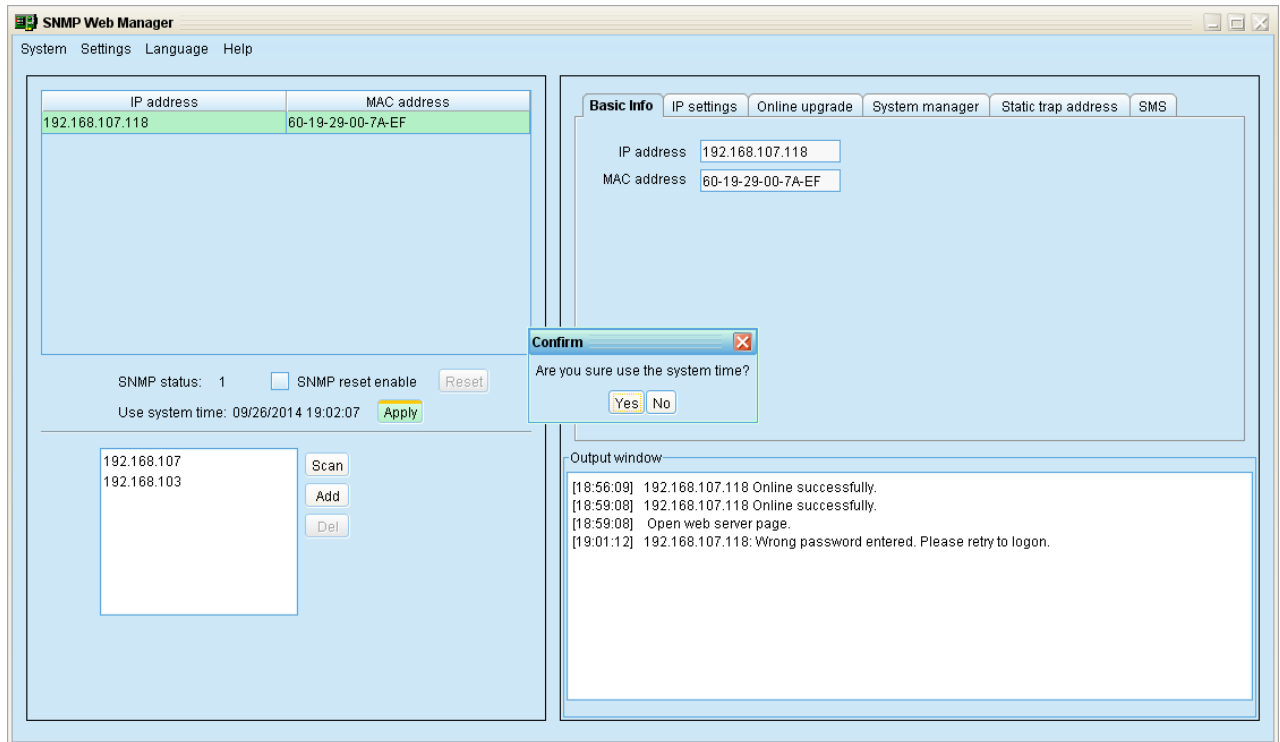 SNMP Web Manager
System Settings Language Help
IP address MAC address
192.168.107.118 60-19-29-00-7A-EF
SNMP status: 1 SNMP reset enable Reset
Use system time: 09/26/2014 19:02:07 Apply
192.168.107
192.168.103
Scan
Add
Del
Basic Info IP settings Online upgrade System manager Static trap address SMS
IP address 192.168.107.118
MAC address 60-19-29-00-7A-EF
Confirm
Are you sure use the system time?
Yes No
Output window
[18:56:09] 192.168.107.118 Online successfully.
[18:59:08] 192.168.107.118 Online successfully.
[18:59:08] Open web server page.
[19:01:12] 192.168.107.118: Wrong password entered. Please retry to logon.